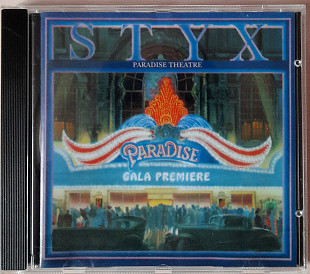 STYX
PARADISE THEATRE
PARADISE
GALA PREMIERE